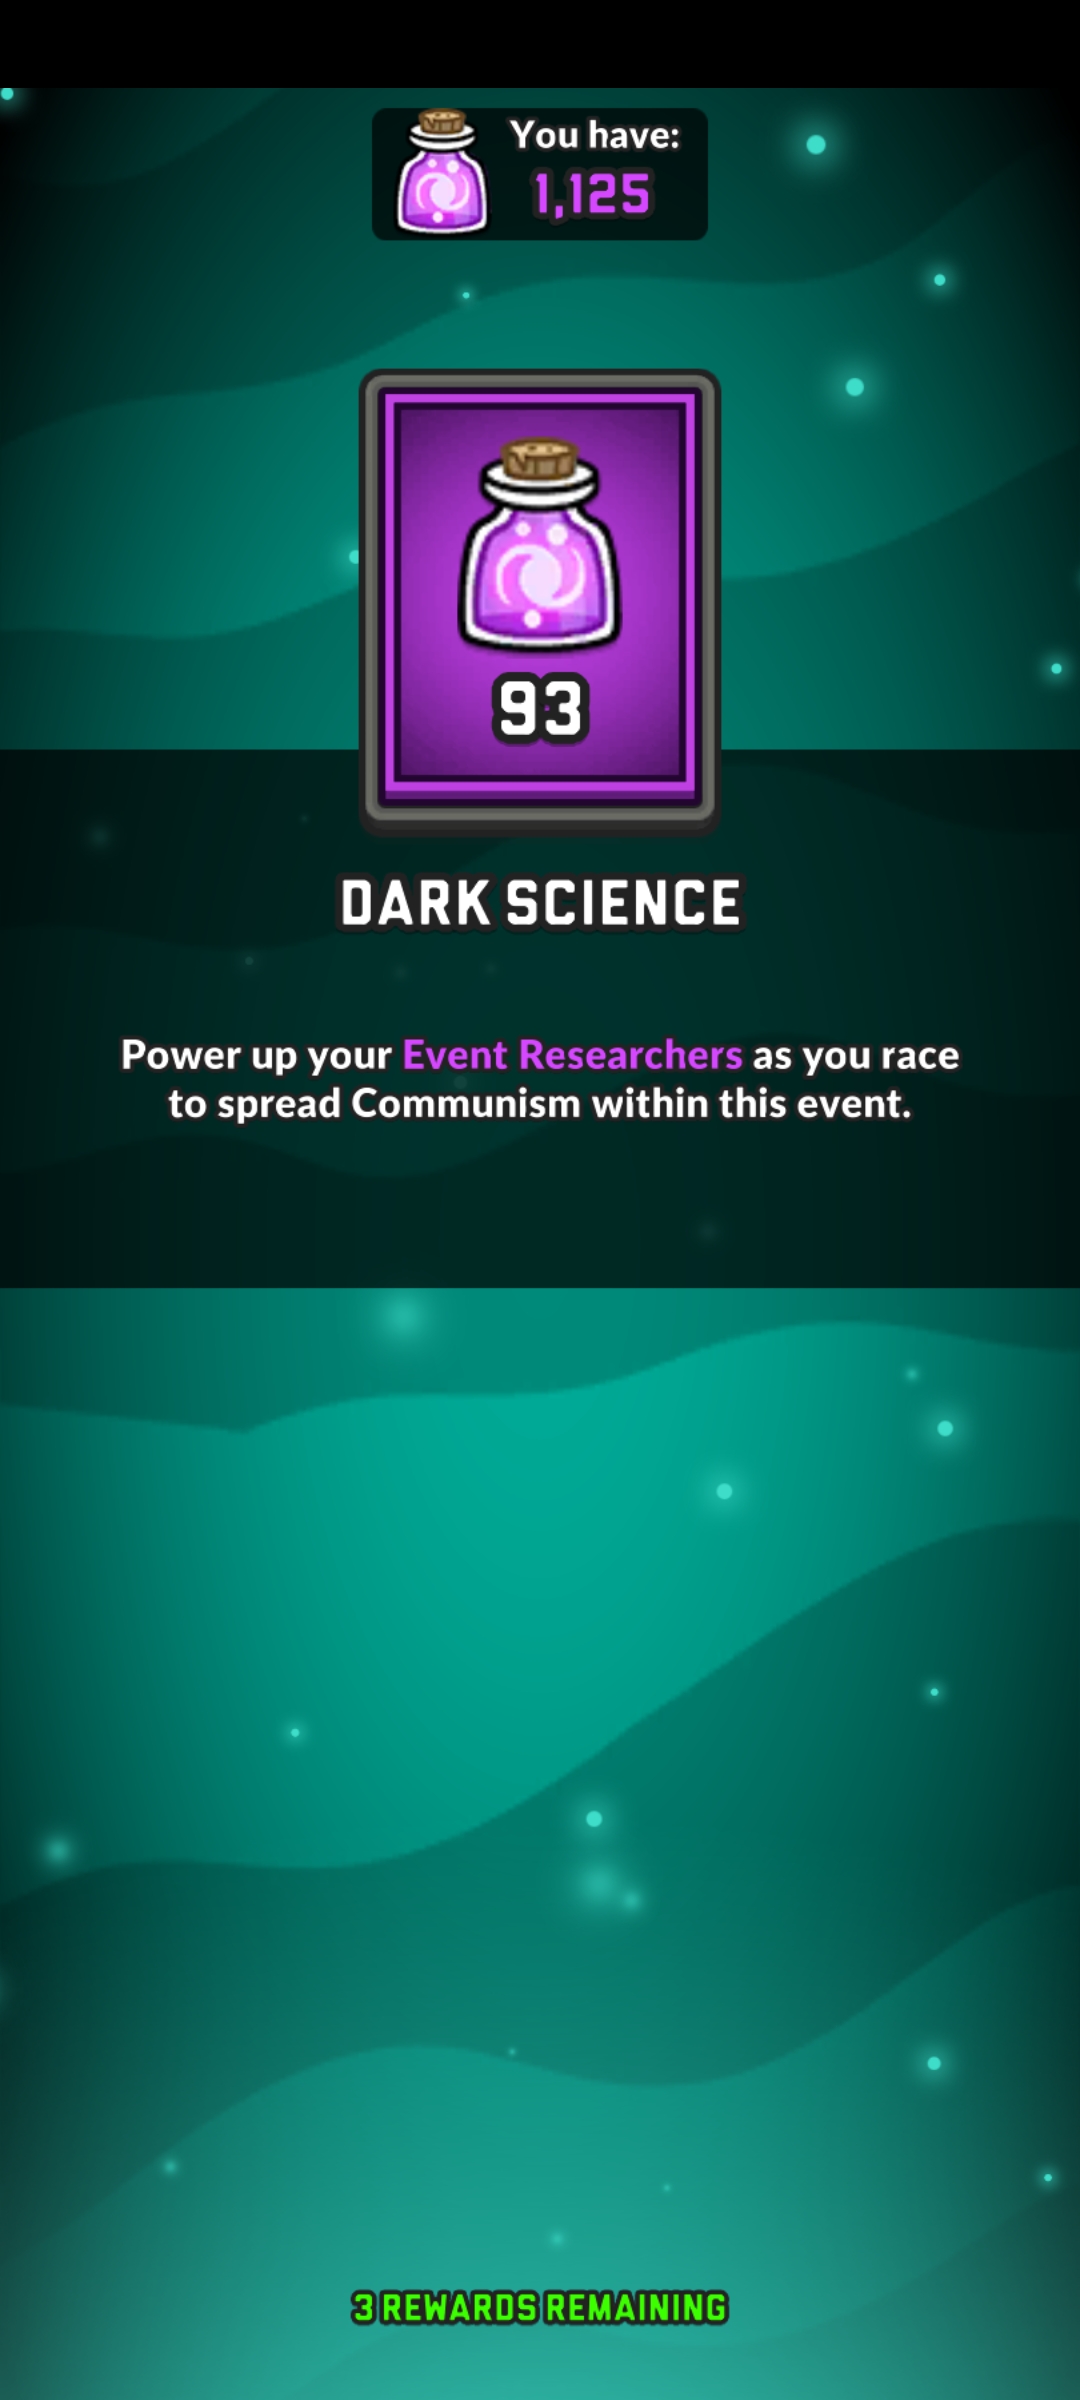 You have:
1,125
93
DARK SCIENCE
Power up your Event Researchers as you race
to spread Communism within this event.
3 REWARDS REMAINING